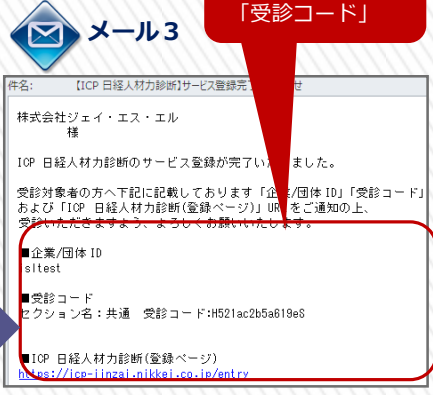 「受診コード」
メール3
件名: 【ICP 日経人材力診断】サービス登録完
株式会社ジェイ・エス・エル
様
ICP 日経人材力診断のサービス登録が完了い ました。
受診対象者の方へ下記に記載しております「企業/団体 ID」「受診コード」
および「ICP 日経人材力診断(登録ページ)」UR をご通知の上、
受診いただきますよう、よろしくお願いいたします。
■企業/団体 ID
sltest
■受診コード
セクション名:共通 受診コード:H521ac2b5a619eS
■ICP 日経人材力診断(登録ページ)
https://icp-jinzai.nikkei.co.jp/entry